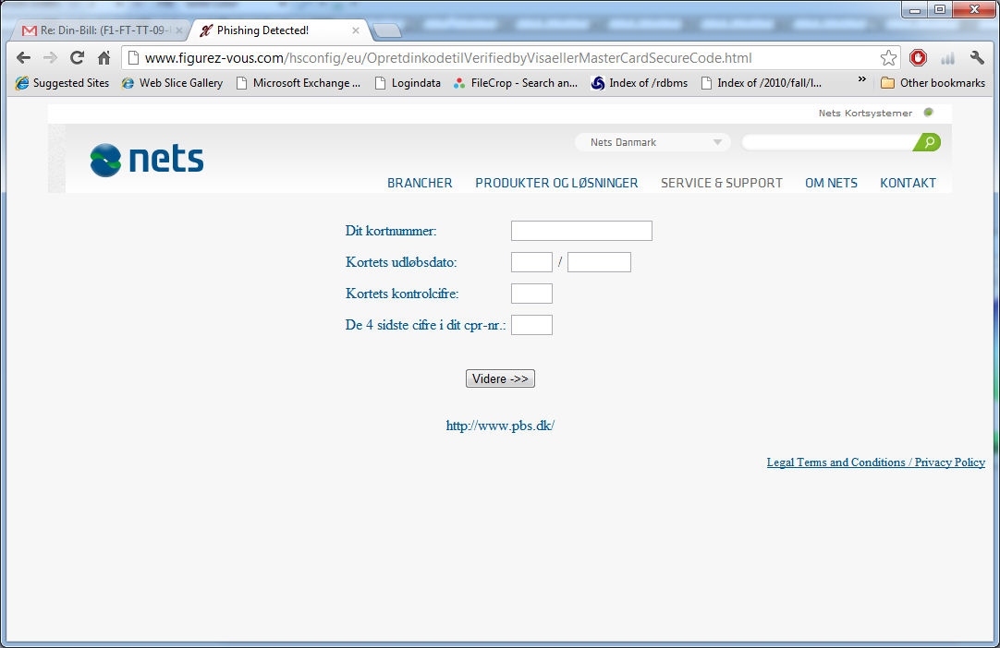 Re: Din-Bill: (F1-FT-TT-09-
Phishing Detected!
www.figurez-vous.com/hsconfig/eu/OpretdinkodetilVerifiedbyVisaellerMasterCardSecureCode.html
Suggested Sites Web Slice Gallery Microsoft Exchange ... Logindata FileCrop - Search an... Index of /rdbms Index of /2010/fall/I... » Other bookmarks
Nets Kortsystemer
nets
Nets Danmark
BRANCHER PRODUKTER OG LØSNINGER SERVICE & SUPPORT OM NETS KONTAKT
Dit kortnummer:
Kortets udløbsdato: /
Kortets kontrolcifre:
De 4 sidste cifre i dit cpr-nr.:
Videre ->>
http://www.pbs.dk/
Legal Terms and Conditions / Privacy Policy